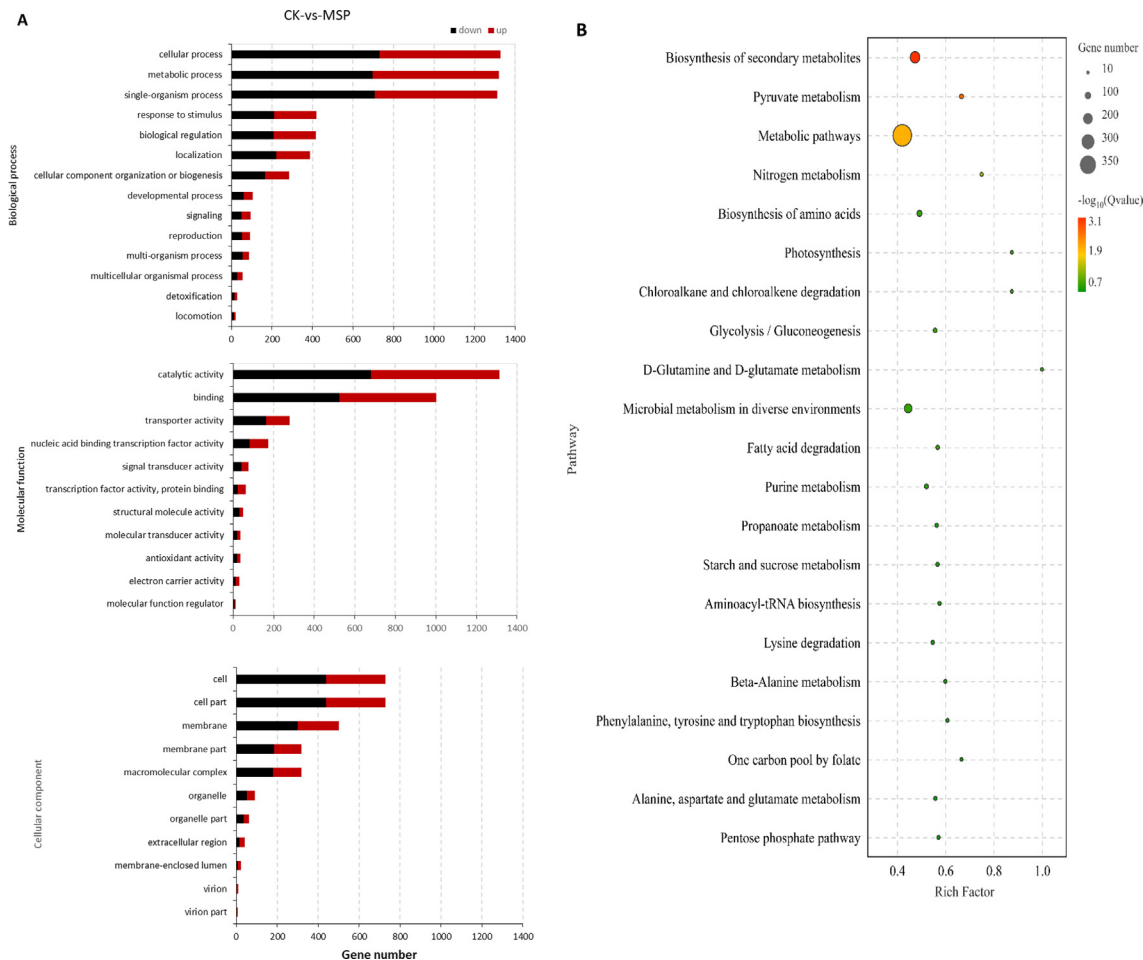 A
CK-vs-MSP
down up
Biological process
cellular process
metabolic process
single-organism process
response to stimulus
biological regulation
localization
cellular component organization or biogenesis
developmental process
signaling
reproduction
multi-organism process
multicellular organismal process
detoxification
locomotion
0 200 400 600 800 1000 1200 1400
Molecular function
catalytic activity
binding
transporter activity
nucleic acid binding transcription factor activity
signal transducer activity
transcription factor activity, protein binding
structural molecule activity
molecular transducer activity
antioxidant activity
electron carrier activity
molecular function regulator
0 200 400 600 800 1000 1200 1400
Cellular component
cell
cell part
membrane
membrane part
macromolecular complex
organelle
organelle part
extracellular region
membrane-enclosed lumen
virion
virion part
0 200 400 600 800 1000 1200 1400
Gene number
B
Pathway
Biosynthesis of secondary metabolites
Pyruvate metabolism
Metabolic pathways
Nitrogen metabolism
Biosynthesis of amino acids
Photosynthesis
Chloroalkane and chloroalkene degradation
Glycolysis / Gluconeogenesis
D-Glutamine and D-glutamate metabolism
Microbial metabolism in diverse environments
Fatty acid degradation
Purine metabolism
Propanoate metabolism
Starch and sucrose metabolism
Aminoacyl-tRNA biosynthesis
Lysine degradation
Beta-Alanine metabolism
Phenylalanine, tyrosine and tryptophan biosynthesis
One carbon pool by folate
Alanine, aspartate and glutamate metabolism
Pentose phosphate pathway
0.4 0.6 0.8 1.0
Rich Factor
Gene number
10
100
200
300
350
-log10(Qvalue)
3.1
1.9
0.7